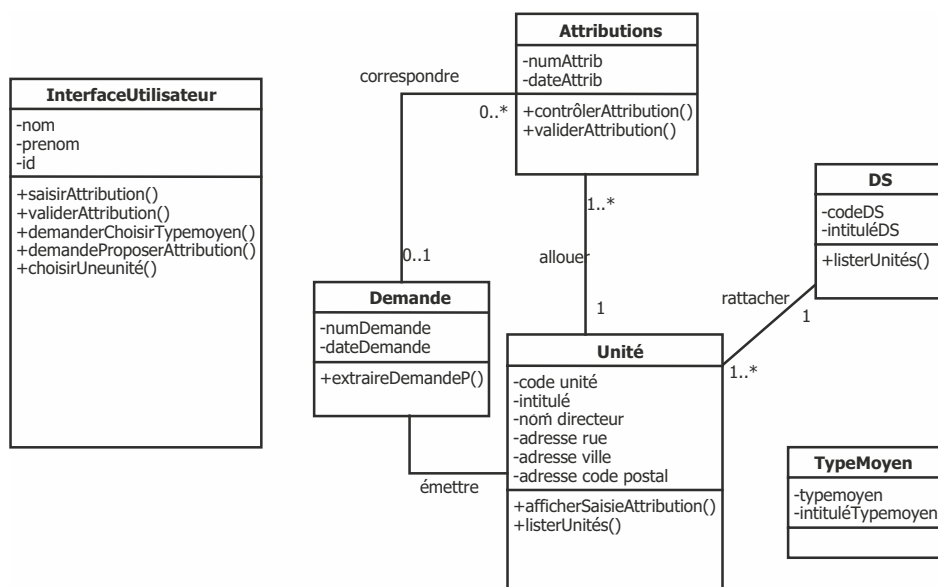 InterfaceUtilisateur
-nom
-prenom
-id
+saisirAttribution()
+validerAttribution()
+demanderChoisirTypemoyen()
+demandeProposerAttribution()
+choisirUneunité()
correspondre
0..*
0..1
Attributions
-numAttrib
-dateAttrib
+contrôlerAttribution()
+validerAttribution()
1..*
allouer
1
Demande
-numDemande
-dateDemande
+extraireDemandeP()
émettre
Unité
-code unité
-intitulé
-nom directeur
-adresse rue
-adresse ville
-adresse code postal
+afficherSaisieAttribution()
+listerUnités()
DS
-codeDS
-intituléDS
+listerUnités()
rattacher
1
1..*
TypeMoyen
-typemoyen
-intituléTypemoyen